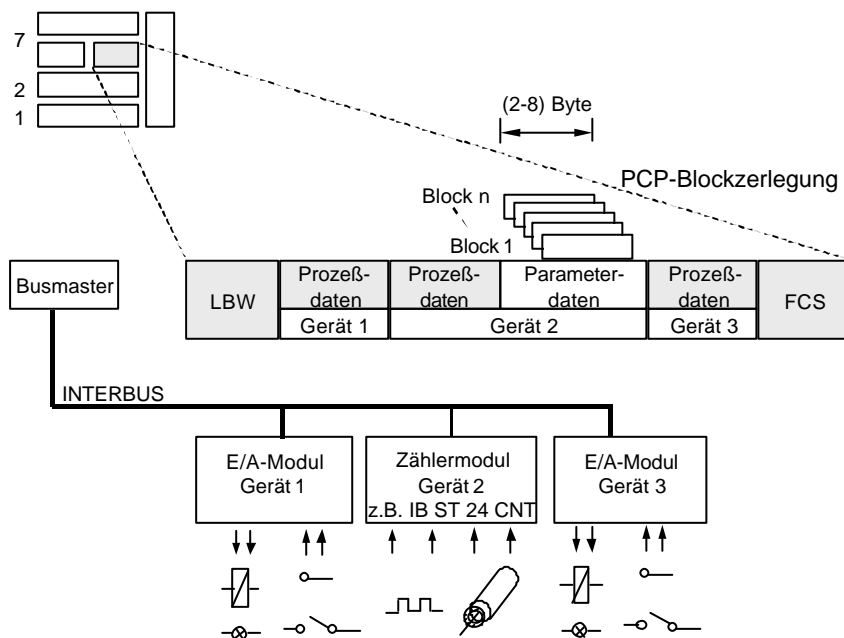 7
2
1
(2-8) Byte
PCP-Blockzerlegung
Block n
Block 1
Busmaster
LBW
Prozeß-
daten
Prozeß-
daten
Parameter-
daten
Prozeß-
daten
FCS
Gerät 1
Gerät 2
Gerät 3
INTERBUS
E/A-Modul
Gerät 1
Zählermodul
Gerät 2
z.B. IB ST 24 CNT
E/A-Modul
Gerät 3